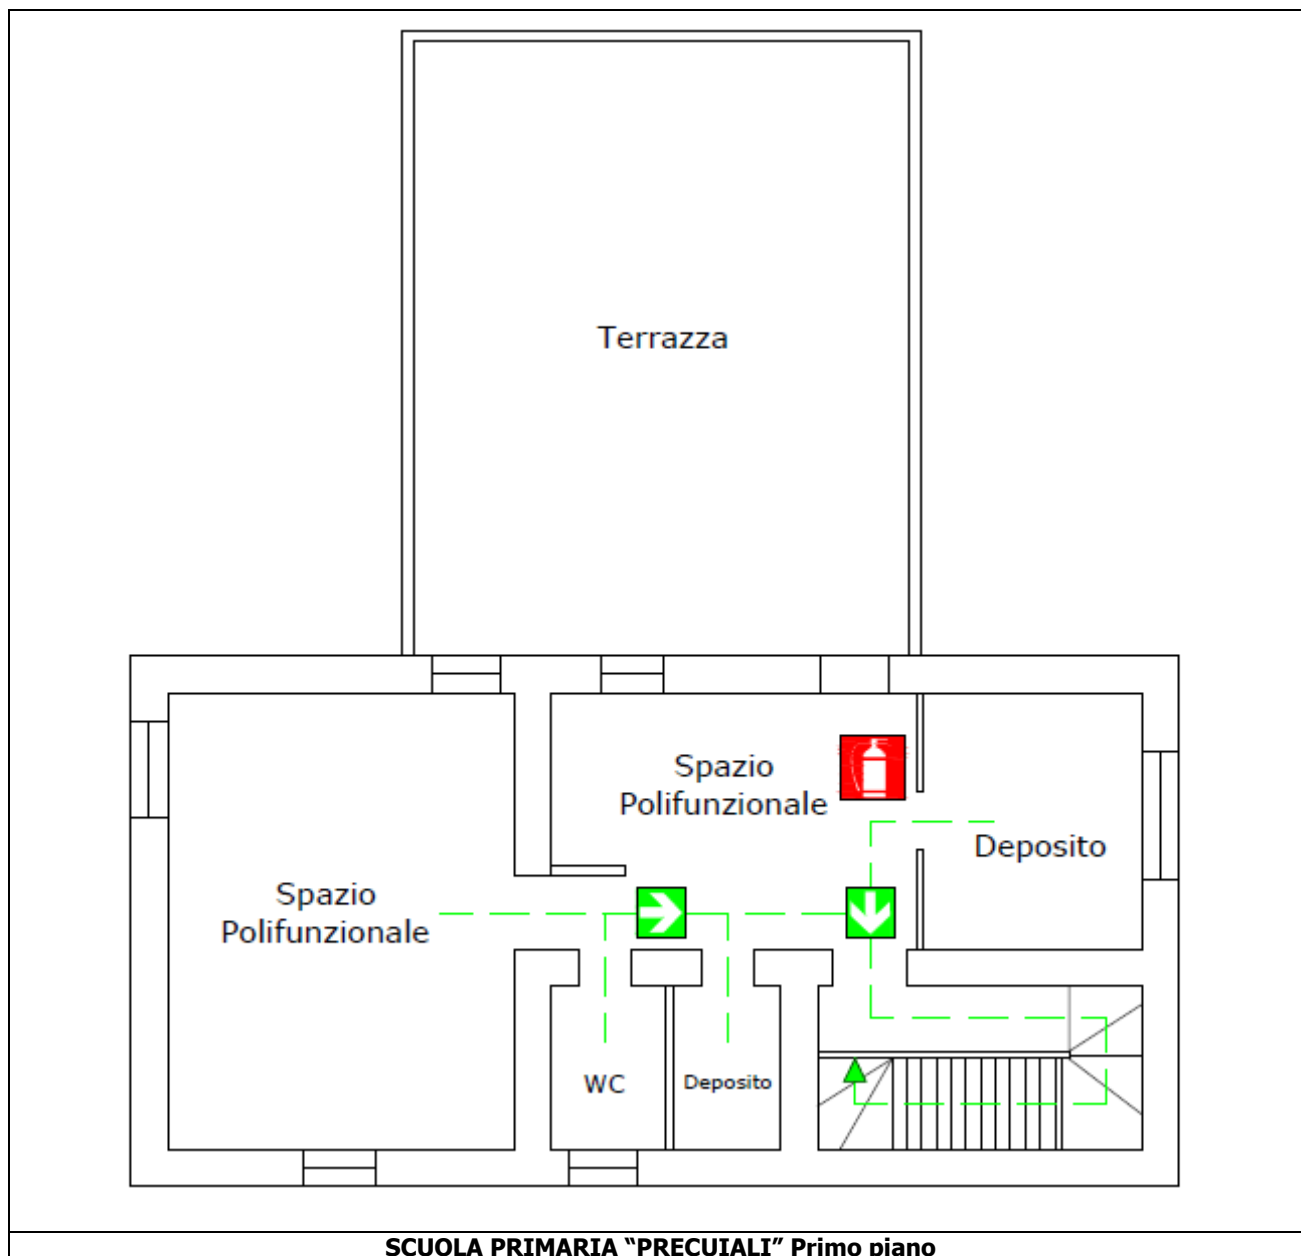 Terrazza
Spazio
Polifunzionale
Deposito
Spazio
Polifunzionale
WC
Deposito
SCUOLA PRIMARIA “PRECUIALI” Primo piano